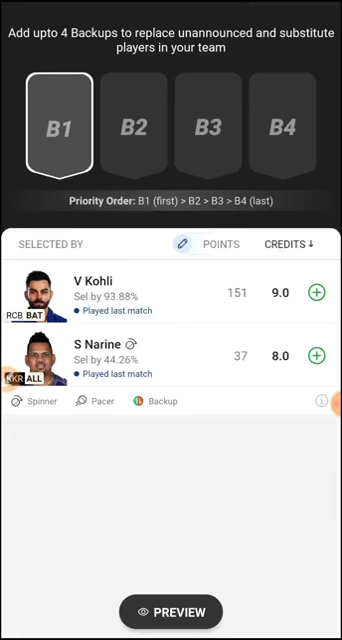 Add upto 4 Backups to replace unannounced and substitute
players in your team
B1 B2 B3 B4
Priority Order: B1 (first) > B2 > B3 > B4 (last)
SELECTED BY POINTS CREDITS ↓
V Kohli
Sel by 93.88% 151 9.0
RCB BAT Played last match
S Narine
Sel by 44.26% 37 8.0
KKR ALL Played last match
Spinner Pacer Backup
PREVIEW